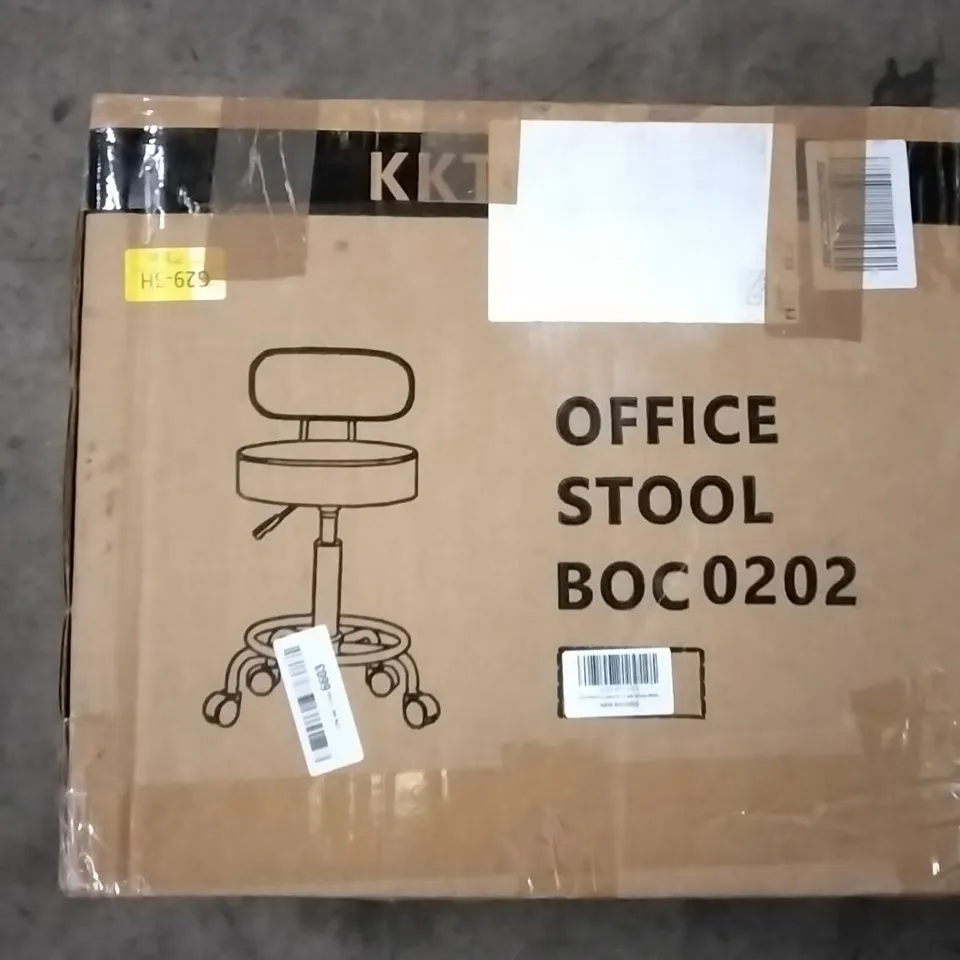 KKT
629-3H
OFFICE
STOOL
BOC0202
6603